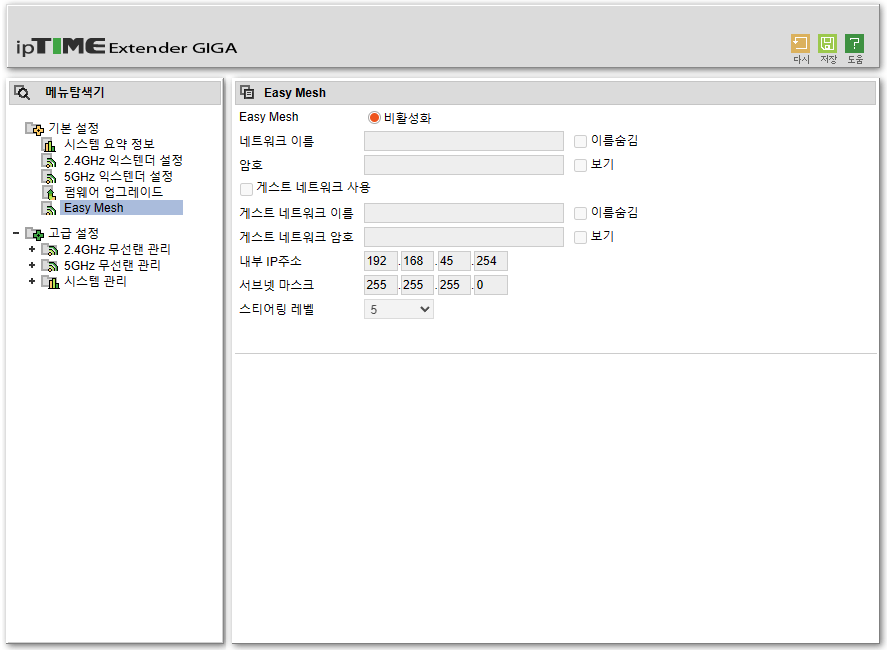 ipTIME Extender GIGA
다시 저장 도움
메뉴탐색기
기본 설정
시스템 요약 정보
2.4GHz 익스텐더 설정
5GHz 익스텐더 설정
펌웨어 업그레이드
Easy Mesh
고급 설정
2.4GHz 무선랜 관리
5GHz 무선랜 관리
시스템 관리
Easy Mesh
Easy Mesh 비활성화
네트워크 이름 이름숨김
암호 보기
게스트 네트워크 사용
게스트 네트워크 이름 이름숨김
게스트 네트워크 암호 보기
내부 IP주소 192 . 168 . 45 . 254
서브넷 마스크 255 . 255 . 255 . 0
스티어링 레벨 5